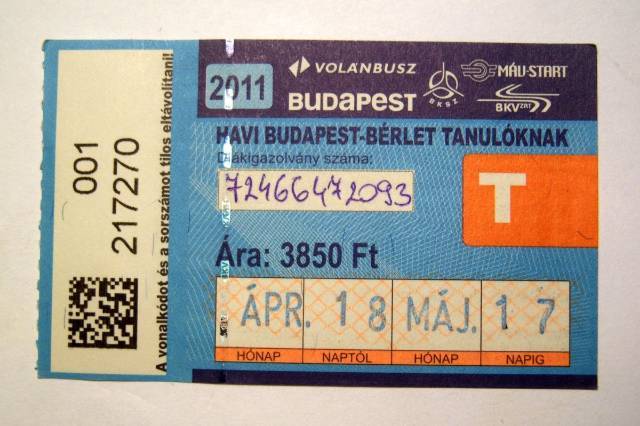 A vonalkódot és a sorszámot tilos eltávolítani!
001
217270
2011
VOLÁNBUSZ
BUDAPEST
BKSZ
MÁV-START
BKV ZRT
HAVI BUDAPEST-BÉRLET TANULÓKNAK
Diákigazolvány száma:
72466472093
T
Ára: 3850 Ft
ÁPR. 18 MÁJ. 17
HÓNAP NAPTÓL HÓNAP NAPIG